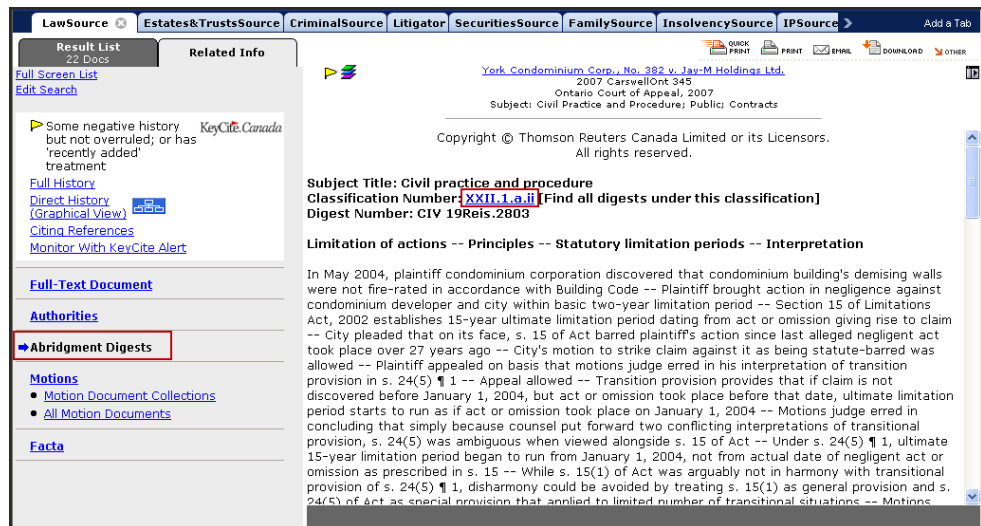 LawSource Estates&TrustsSource CriminalSource Litigator SecuritiesSource FamilySource InsolvencySource IPSource Add a Tab
Result List
22 Docs
Related Info
QUICK PRINT PRINT EMAIL DOWNLOAD OTHER
Full Screen List
Edit Search
Some negative history
but not overruled; or has
'recently added'
treatment
KeyCite.Canada
Full History
Direct History
(Graphical View)
Citing References
Monitor With KeyCite Alert
Full-Text Document
Authorities
Abridgment Digests
Motions
Motion Document Collections
All Motion Documents
Facta
York Condominium Corp., No. 382 v. Jay-M Holdings Ltd.
2007 CarswellOnt 345
Ontario Court of Appeal, 2007
Subject: Civil Practice and Procedure; Public; Contracts
Copyright © Thomson Reuters Canada Limited or its Licensors.
All rights reserved.
Subject Title: Civil practice and procedure
Classification Number: XXII.1.a.ii [Find all digests under this classification]
Digest Number: CIV 19Reis.2803
Limitation of actions -- Principles -- Statutory limitation periods -- Interpretation
In May 2004, plaintiff condominium corporation discovered that condominium building's demising walls
were not fire-rated in accordance with Building Code -- Plaintiff brought action in negligence against
condominium developer and city within basic two-year limitation period -- Section 15 of Limitations
Act, 2002 establishes 15-year ultimate limitation period dating from act or omission giving rise to claim
-- City pleaded that on its face, s. 15 of Act barred plaintiff's action since last alleged negligent act
took place over 27 years ago -- City's motion to strike claim against it as being statute-barred was
allowed -- Plaintiff appealed on basis that motions judge erred in his interpretation of transition
provision in s. 24(5) ¶ 1 -- Appeal allowed -- Transition provision provides that if claim is not
discovered before January 1, 2004, but act or omission took place before that date, ultimate limitation
period starts to run as if act or omission took place on January 1, 2004 -- Motions judge erred in
concluding that simply because counsel put forward two conflicting interpretations of transitional
provision, s. 24(5) was ambiguous when viewed alongside s. 15 of Act -- Under s. 24(5) ¶ 1, ultimate
15-year limitation period began to run from January 1, 2004, not from actual date of negligent act or
omission as prescribed in s. 15 -- While s. 15(1) of Act was arguably not in harmony with transitional
provision of s. 24(5) ¶ 1, disharmony could be avoided by treating s. 15(1) as general provision and s.
24(5) of Act as special provision that applied to limited number of transitional situations -- Motions